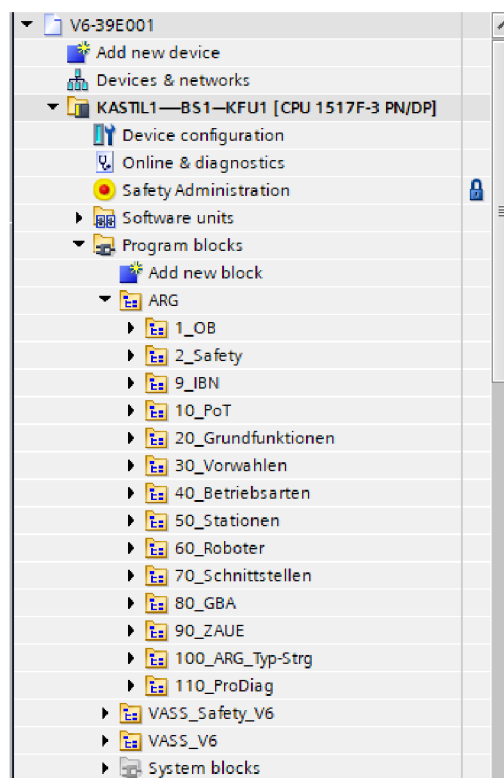 V6-39E001
Add new device
Devices & networks
KASTIL1—–BS1—KFU1 [CPU 1517F-3 PN/DP]
Device configuration
Online & diagnostics
Safety Administration
Software units
Program blocks
Add new block
ARG
1_OB
2_Safety
9_IBN
10_PoT
20_Grundfunktionen
30_Vorwahlen
40_Betriebsarten
50_Stationen
60_Roboter
70_Schnittstellen
80_GBA
90_ZAUE
100_ARG_Typ-Strg
110_ProDiag
VASS_Safety_V6
VASS_V6
System blocks